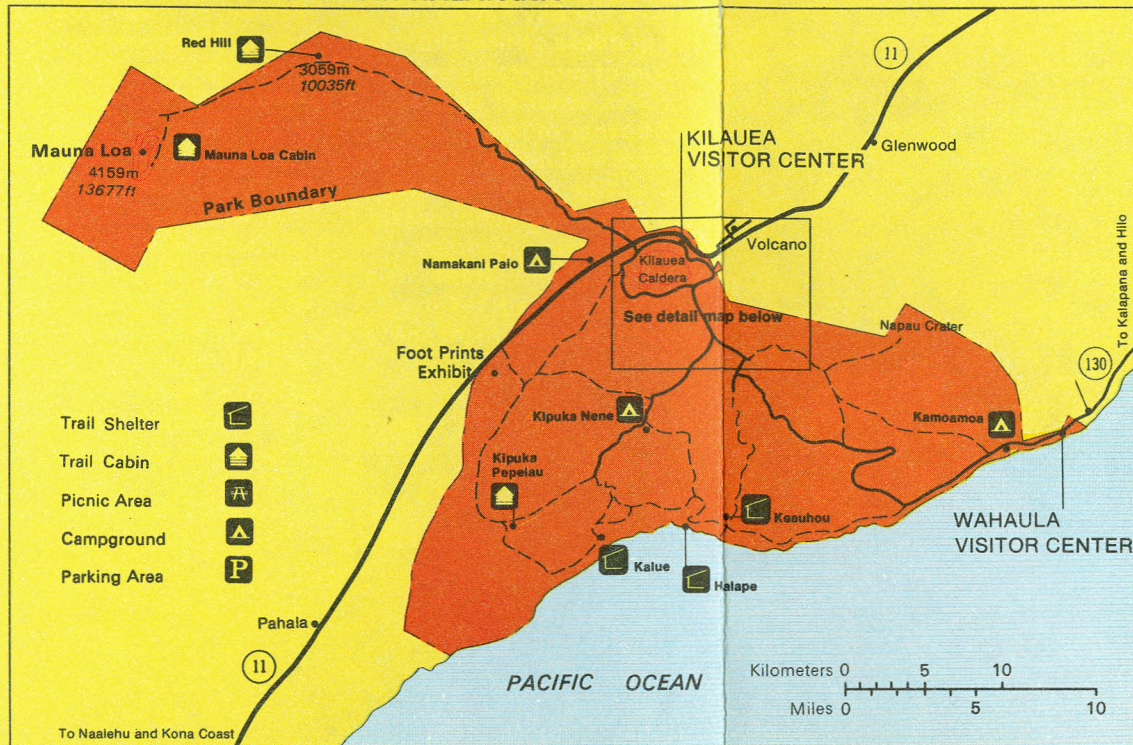 Red Hill
3059m
10035ft
11
KILAUEA
VISITOR CENTER
Glenwood
Mauna Loa
4159m
13677ft
Mauna Loa Cabin
Park Boundary
Volcano
Namakani Paio
Kilauea
Caldera
See detail map below
Napau Crater
To Kalapana and Hilo
130
Foot Prints
Exhibit
Kipuka Nene
Kamoamoa
Trail Shelter
Trail Cabin
Picnic Area
Campground
Parking Area
P
Kipuka
Pepeiau
Keauhou
WAHAULA
VISITOR CENTER
Kalue
Halape
Pahala
11
PACIFIC OCEAN
Kilometers 0 5 10
Miles 0 5 10
To Naalehu and Kona Coast